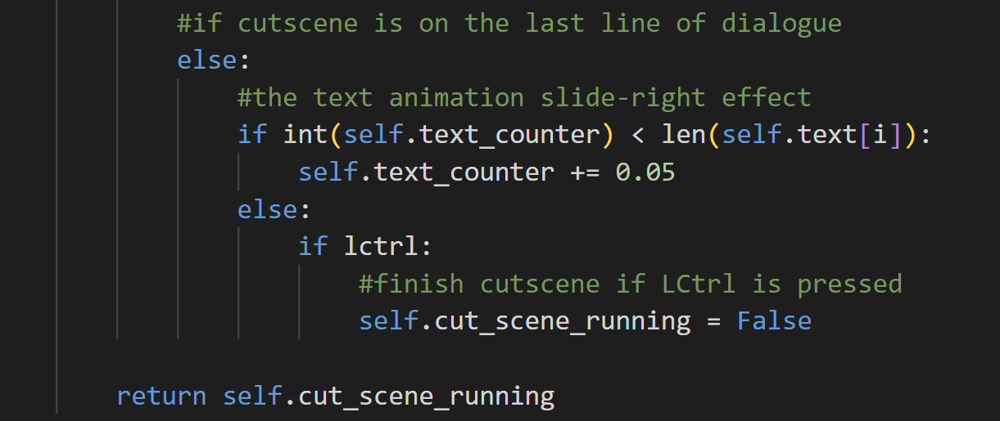 #if cutscene is on the last line of dialogue
else:
#the text animation slide-right effect
if int(self.text_counter) < len(self.text[i]):
self.text_counter += 0.05
else:
if lctrl:
#finish cutscene if LCtrl is pressed
self.cut_scene_running = False
return self.cut_scene_running